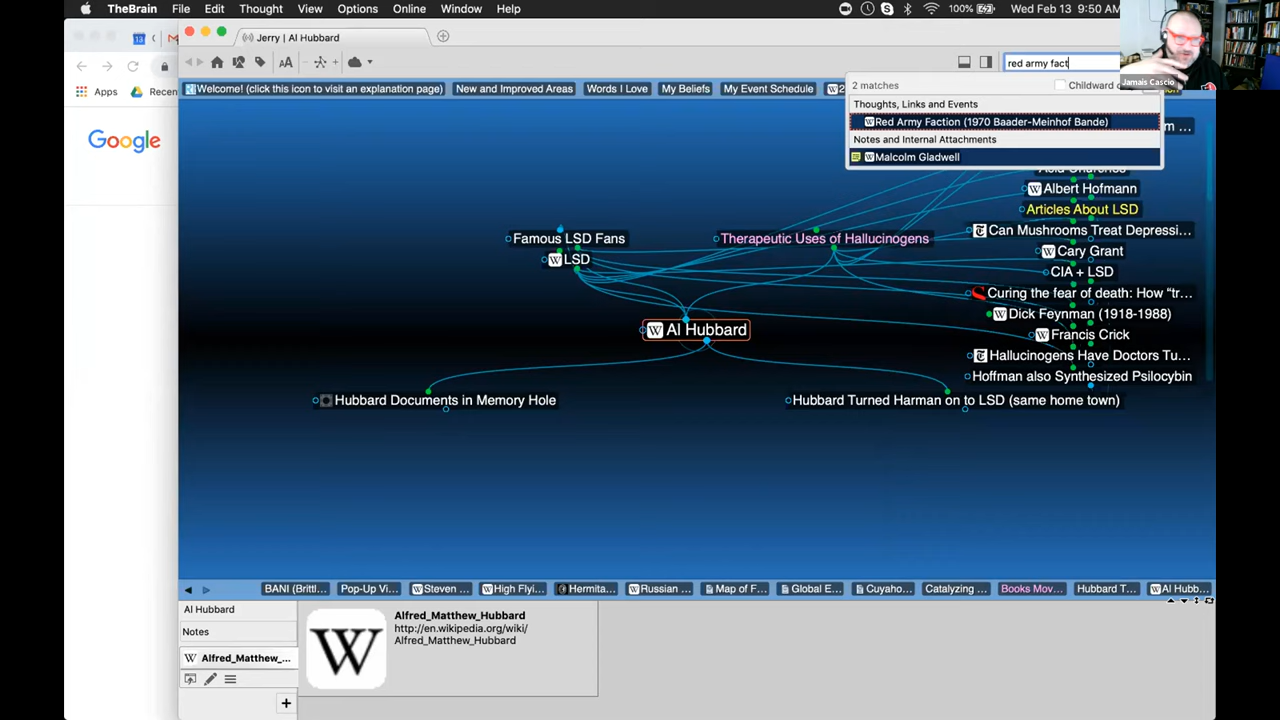 TheBrain File Edit Thought View Options Online Window Help
100% Wed Feb 13 9:50 AM
Jerry | Al Hubbard
13
AA
red army fact
Jamais Cascio
Apps
Recen
Google
Welcome! (click this icon to visit an explanation page) New and Improved Areas Words I Love My Beliefs My Event Schedule
2 matches
Childward
Thoughts, Links and Events
Red Army Faction (1970 Baader-Meinhof Bande)
Notes and Internal Attachments
Malcolm Gladwell
Albert Hofmann
Articles About LSD
Can Mushrooms Treat Depressi...
Cary Grant
CIA + LSD
Curing the fear of death: How “tr...
Dick Feynman (1918-1988)
Francis Crick
Hallucinogens Have Doctors Tu...
Hoffman also Synthesized Psilocybin
Famous LSD Fans
LSD
Therapeutic Uses of Hallucinogens
Al Hubbard
Hubbard Documents in Memory Hole
Hubbard Turned Harman on to LSD (same home town)
BANI (Brittl... Pop-Up Vi... Steven ... High Flyi... Hermita... Russian ... Map of F... Global E... Cuyaho... Catalyzing ... Books Mov... Hubbard T... Al Hubb...
Al Hubbard
Notes
Alfred_Matthew_...
Alfred_Matthew_Hubbard
http://en.wikipedia.org/wiki/
Alfred_Matthew_Hubbard
W